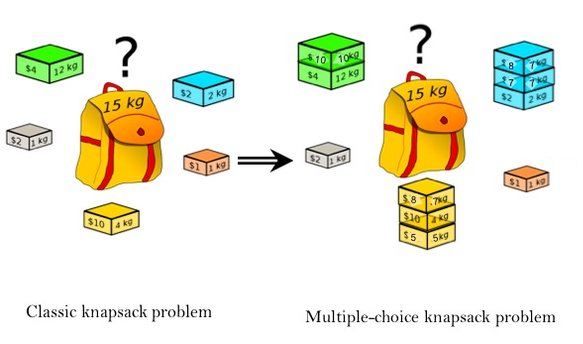 ?
$4 12 kg
15 kg
$2 2 kg
$2 1 kg
$1 1 kg
$10 4 kg
Classic knapsack problem
?
$10 10kg
$4 12 kg
15 kg
$8 7kg
$7 7kg
$2 2 kg
$2 1 kg
$1 1 kg
$8 .7kg
$10 4 kg
$5 .5kg
Multiple-choice knapsack problem